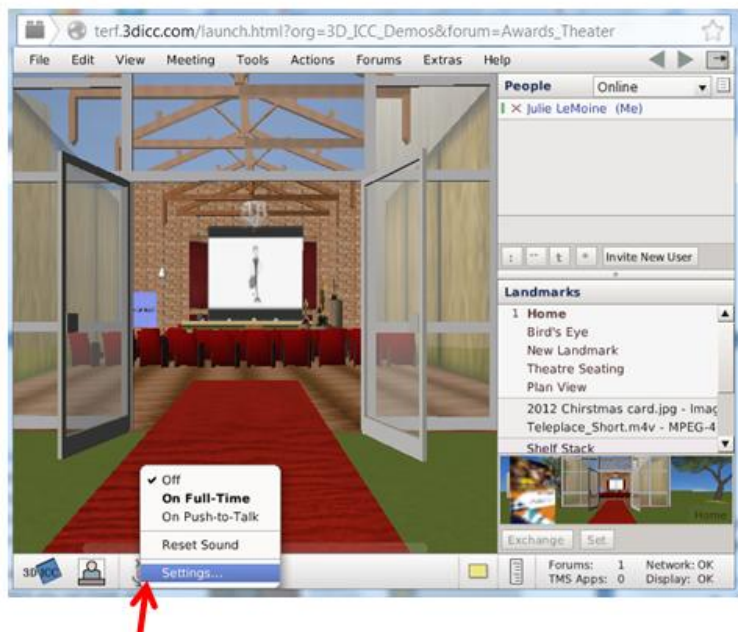 terf.3dicc.com/launch.html?org=3D_ICC_Demos&forum=Awards_Theater
File Edit View Meeting Tools Actions Forums Extras Help
People Online
Julie LeMoine (Me)
Invite New User
Landmarks
1 Home
Bird's Eye
New Landmark
Theatre Seating
Plan View
2012 Chirstmas card.jpg - Imag
Teleplace_Short.m4v - MPEG-4
Shelf Stack
Home
Exchange Set
Off
On Full-Time
On Push-to-Talk
Reset Sound
Settings...
3D ICC
Forums: 1 Network: OK
TMS Apps: 0 Display: OK